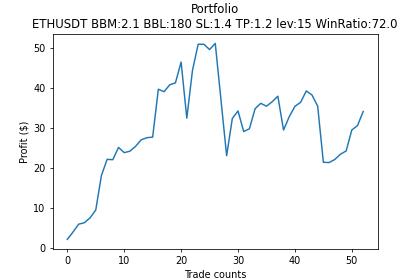 Portfolio
ETHUSDT BBM:2.1 BBL:180 SL:1.4 TP:1.2 lev:15 WinRatio:72.0
50
40
30
20
10
0
Profit ($)
0 10 20 30 40 50
Trade counts